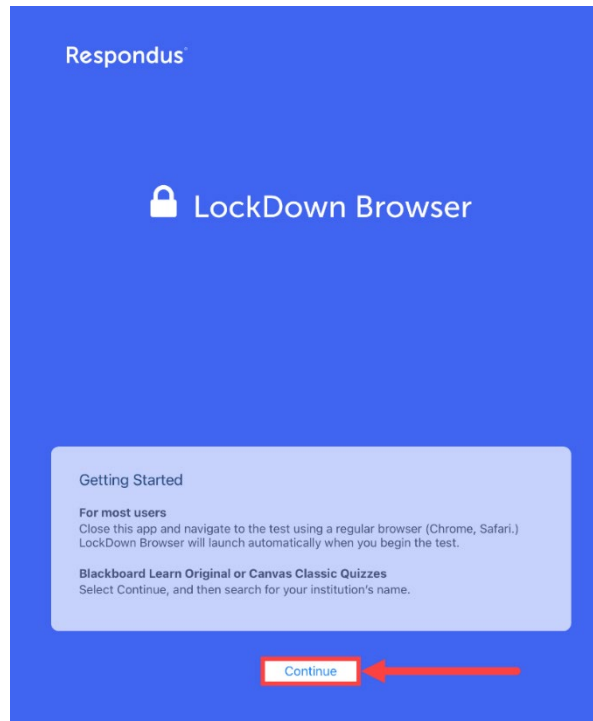 Respondus
LockDown Browser
Getting Started
For most users
Close this app and navigate to the test using a regular browser (Chrome, Safari.)
LockDown Browser will launch automatically when you begin the test.
Blackboard Learn Original or Canvas Classic Quizzes
Select Continue, and then search for your institution's name.
Continue